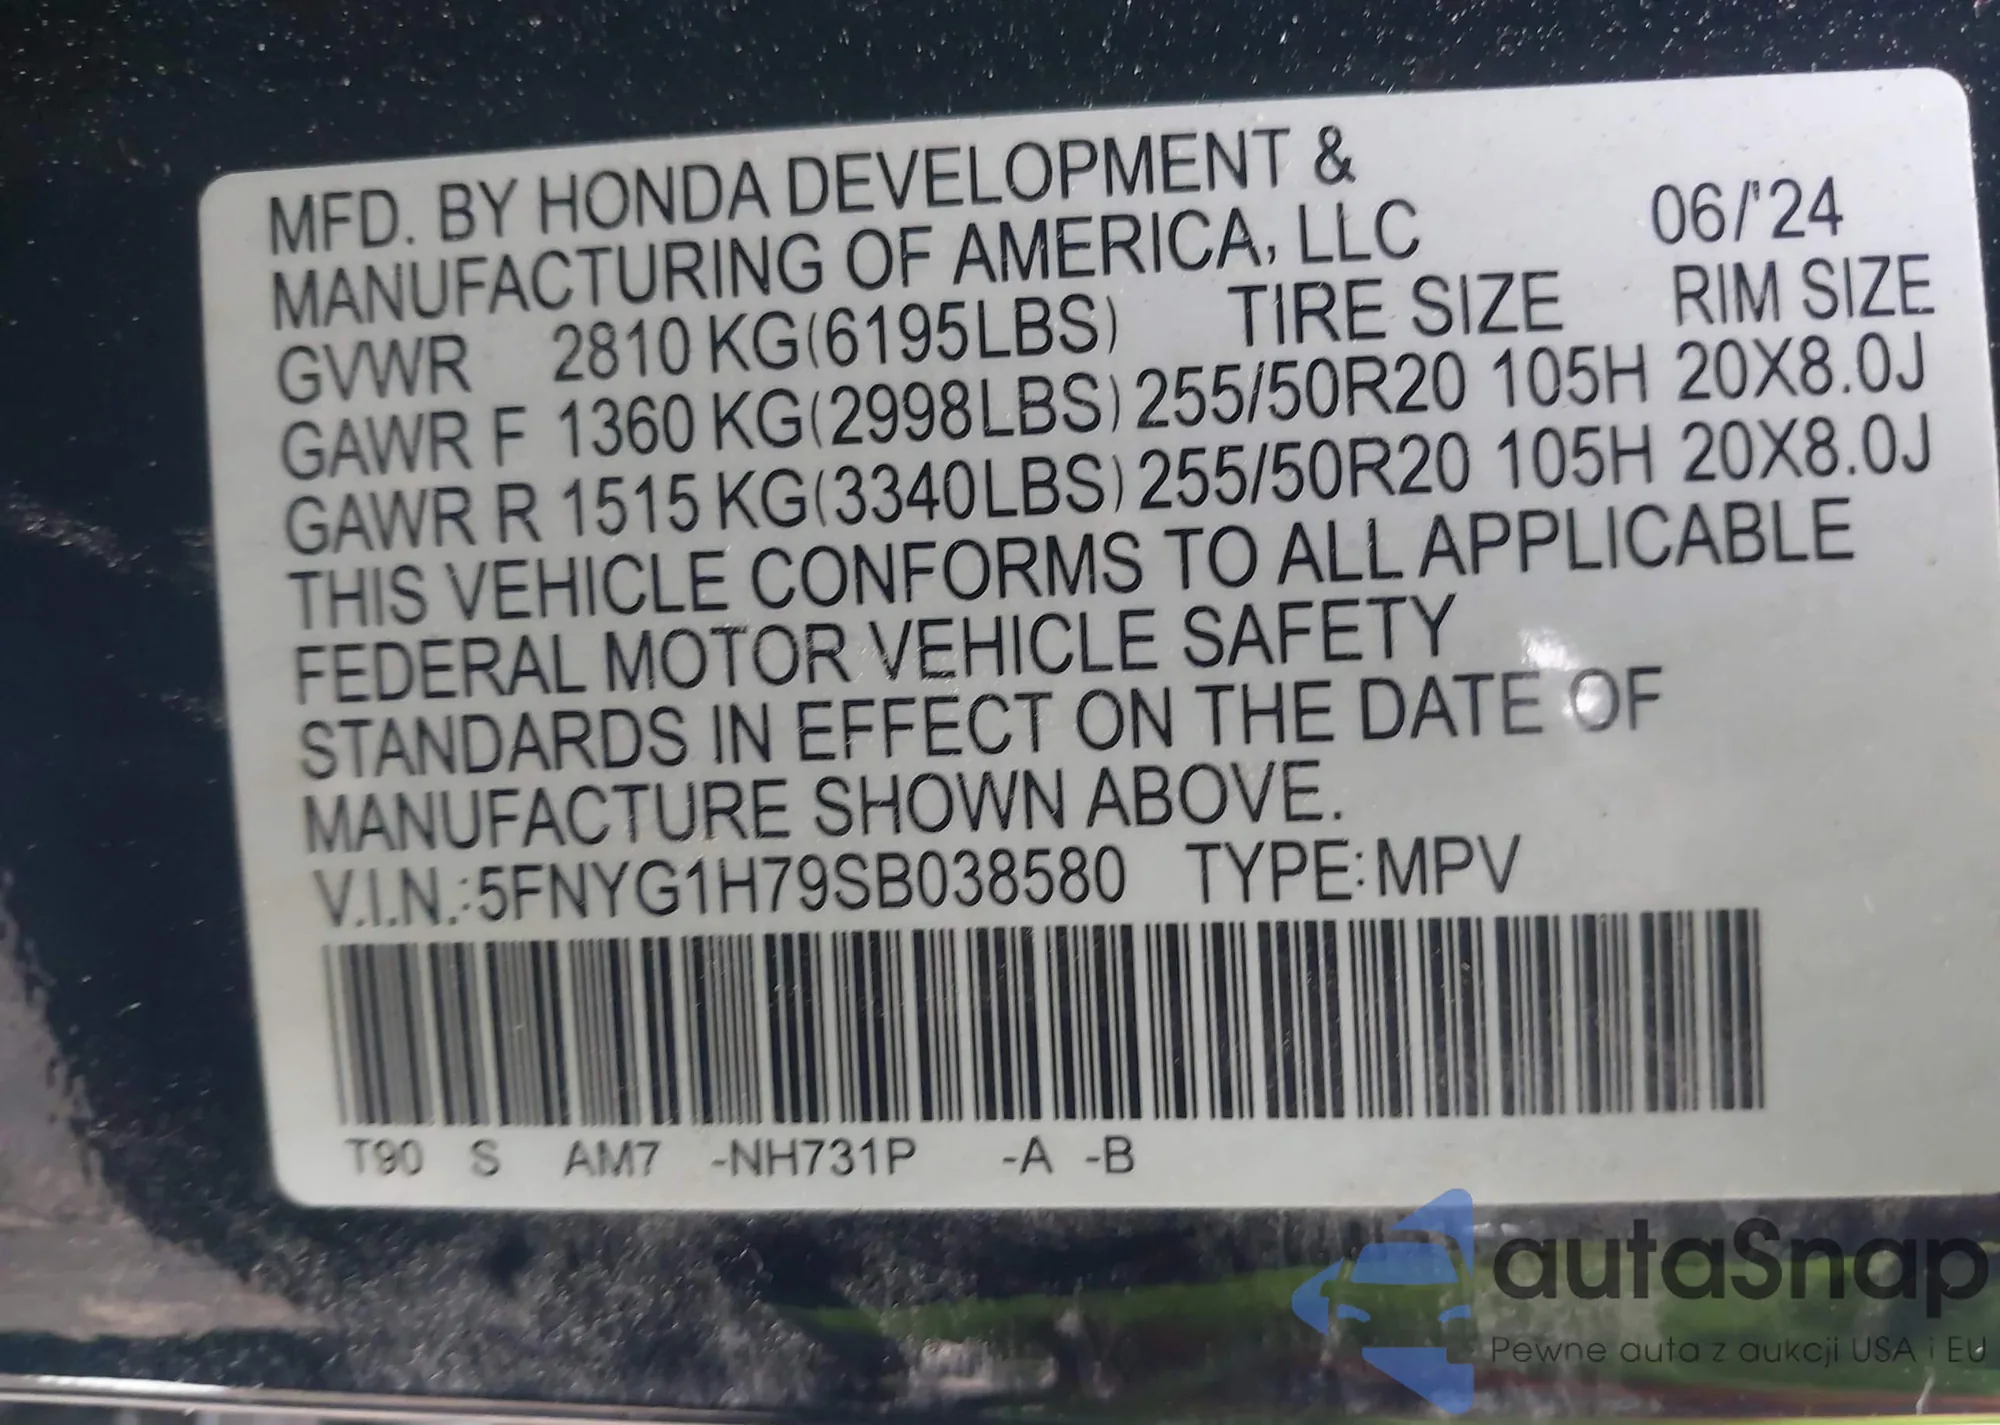 MFD. BY HONDA DEVELOPMENT &
MANUFACTURING OF AMERICA, LLC 06/'24
GVWR 2810 KG(6195LBS) TIRE SIZE RIM SIZE
GAWR F 1360 KG(2998LBS) 255/50R20 105H 20X8.0J
GAWR R 1515 KG(3340LBS) 255/50R20 105H 20X8.0J
THIS VEHICLE CONFORMS TO ALL APPLICABLE
FEDERAL MOTOR VEHICLE SAFETY
STANDARDS IN EFFECT ON THE DATE OF
MANUFACTURE SHOWN ABOVE.
V.I.N.:5FNYG1H79SB038580 TYPE:MPV
T90 S AM7 -NH731P -A -B
autaSnap
Pewne auta z aukcji USA i EU